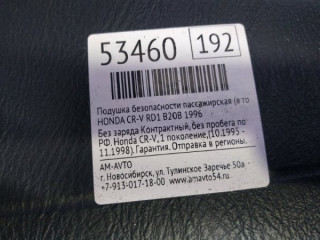 53460 192
Подушка безопасности пассажирская (в то
HONDA CR-V RD1 B20B 1996
Без заряда Контрактный, без пробега по
РФ. Honda CR-V, 1 поколение, (10.1995 -
11.1998). Гарантия. Отправка в регионы.
AM-AVTO
г. Новосибирск, ул. Тулинское Заречье 50а
+7-913-017-18-00 www.amavto54.ru